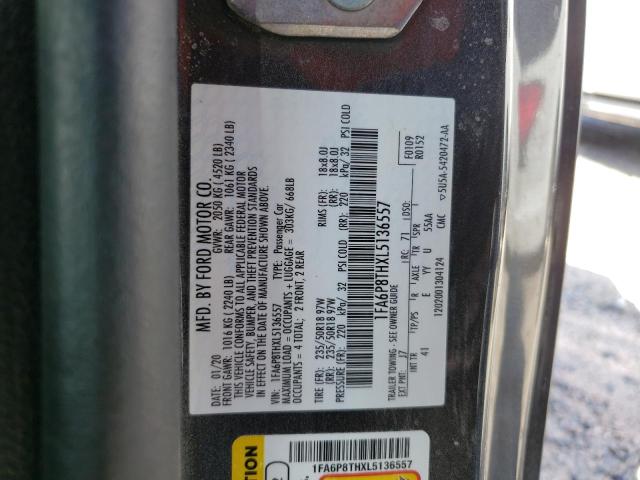 MFD. BY FORD MOTOR CO.
DATE: 01/20 GVWR: 2050 KG ( 4520 LB)
FRONT GAWR: 1016 KG ( 2240 LB) REAR GAWR: 1061 KG ( 2340 LB)
THIS VEHICLE CONFORMS TO ALL APPLICABLE FEDERAL MOTOR
VEHICLE SAFETY, BUMPER, AND THEFT PREVENTION STANDARDS
IN EFFECT ON THE DATE OF MANUFACTURE SHOWN ABOVE.
VIN: 1FA6P8THXL5136557 TYPE: Passenger Car
MAXIMUM LOAD = OCCUPANTS + LUGGAGE = 303KG/ 668LB
OCCUPANTS = 4 TOTAL; 2 FRONT, 2 REAR
TIRE (FR): 235/50R18 97W RIMS (FR): 18x8.0J
(RR): 235/50R18 97W (RR): 18x8.0J
PRESSURE (FR): 220 kPa/ 32 PSI COLD (RR): 220 kPa/ 32 PSI COLD
1FA6P8THXL5136557
TRAILER TOWING - SEE OWNER GUIDE
EXT PNT: J7 RC: 71 DSO: F0109
R0152
INT TR TP/PS R AXLE TR SPR
41 E YY U 55AA
1202001304124 CMC 5U5A-5420472-AA
1FA6P8THXL5136557